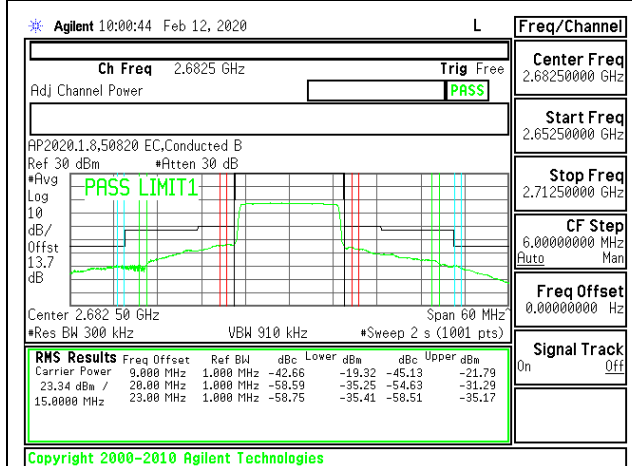 Agilent 10:00:44 Feb 12, 2020 L
Freq/Channel
Ch Freq 2.6825 GHz Trig Free
Adj Channel Power PASS
AP2020.1.8,50820 EC,Conducted B
Ref 30 dBm #Atten 30 dB
#Avg
Log
10
dB/
Offst
13.7
dB
PASS LIMIT1
Center 2.682 50 GHz Span 60 MHz^
#Res BW 300 kHz VBW 910 kHz #Sweep 2 s (1001 pts)
RMS Results Freq Offset Ref BW dBc Lower dBm dBc Upper dBm
Carrier Power 9.000 MHz 1.000 MHz -42.66 -19.32 -45.13 -21.79
23.34 dBm / 20.00 MHz 1.000 MHz -58.59 -35.25 -54.63 -31.29
15.0000 MHz 23.00 MHz 1.000 MHz -58.75 -35.41 -58.51 -35.17
Center Freq
2.68250000 GHz
Start Freq
2.65250000 GHz
Stop Freq
2.71250000 GHz
CF Step
6.00000000 MHz
Auto Man
Freq Offset
0.00000000 Hz
Signal Track
On Off
Copyright 2000-2010 Agilent Technologies